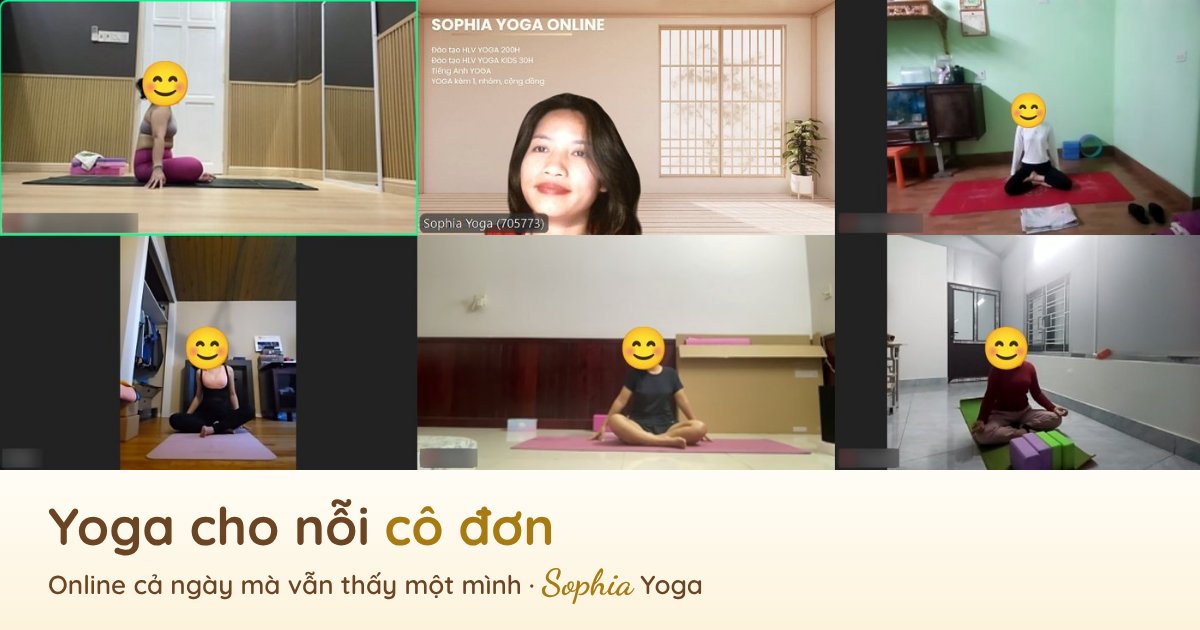 SOPHIA YOGA ONLINE
Đào tạo HLV YOGA 200H
Đào tạo HLV YOGA KIDS 30H
Tiếng Anh YOGA
YOGA kèm 1, nhóm, cộng đồng
Sophia Yoga (705773)
Yoga cho nỗi cô đơn
Online cả ngày mà vẫn thấy một mình · Sophia Yoga